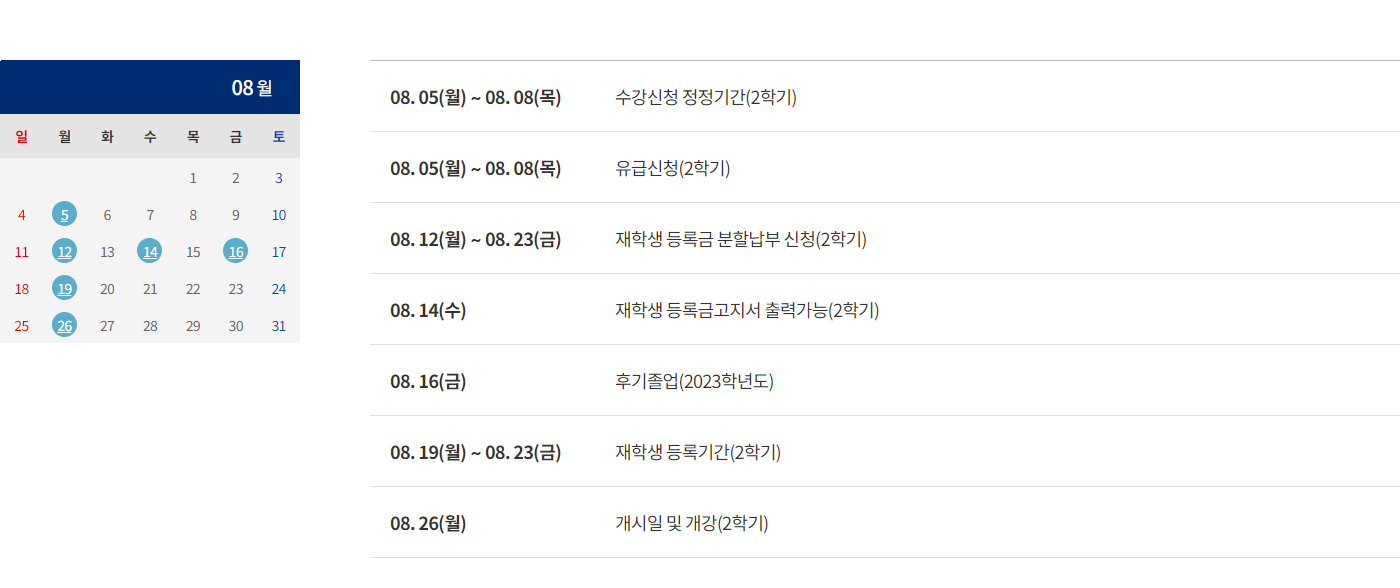 08 월
일 월 화 수 목 금 토
1 2 3
4 5 6 7 8 9 10
11 12 13 14 15 16 17
18 19 20 21 22 23 24
25 26 27 28 29 30 31
08. 05(월) ~ 08. 08(목) 수강신청 정정기간(2학기)
08. 05(월) ~ 08. 08(목) 유급신청(2학기)
08. 12(월) ~ 08. 23(금) 재학생 등록금 분할납부 신청(2학기)
08. 14(수) 재학생 등록금고지서 출력가능(2학기)
08. 16(금) 후기졸업(2023학년도)
08. 19(월) ~ 08. 23(금) 재학생 등록기간(2학기)
08. 26(월) 개시일 및 개강(2학기)